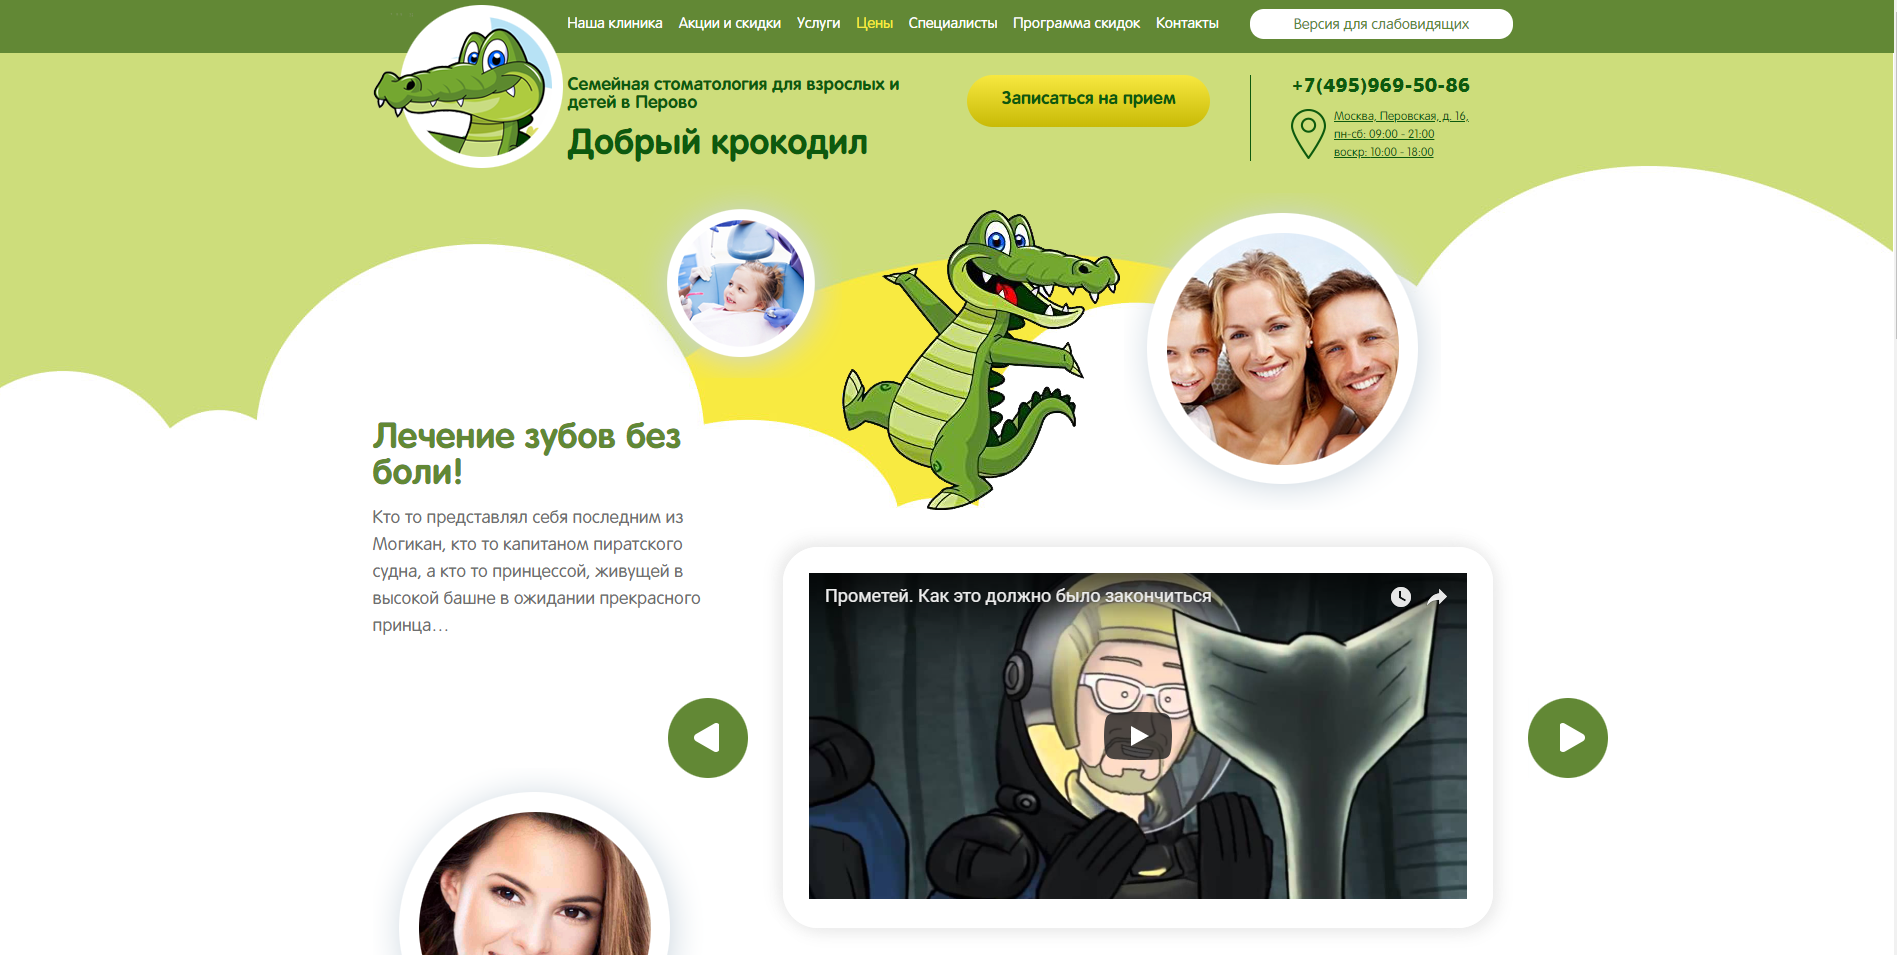 Наша клиника Акции и скидки Услуги Цены Специалисты Программа скидок Контакты Версия для слабовидящих
Семейная стоматология для взрослых и
детей в Перово
Добрый крокодил
Записаться на прием
+7(495)969-50-86
Москва, Перовская, д. 16,
пн-сб: 09:00 - 21:00
воскр: 10:00 - 18:00
Лечение зубов без
боли!
Кто то представлял себя последним из
Могикан, кто то капитаном пиратского
судна, а кто то принцессой, живущей в
высокой башне в ожидании прекрасного
принца…
Прометей. Как это должно было закончиться